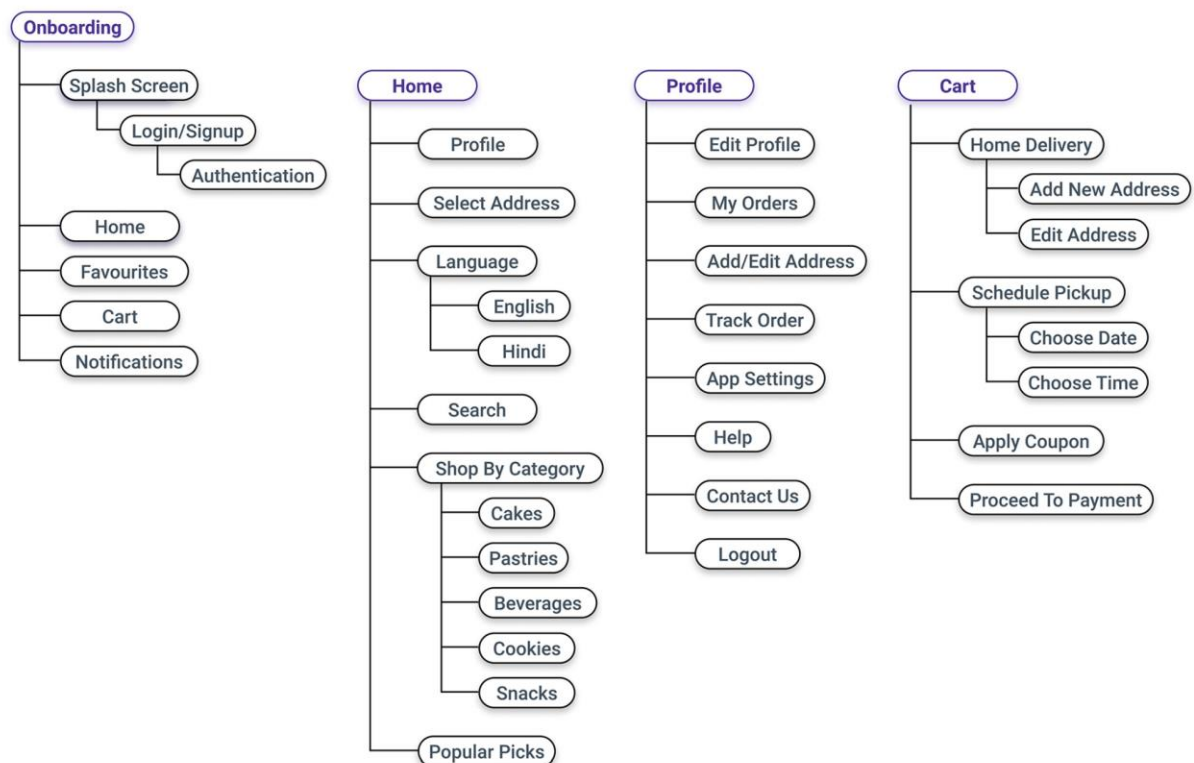 Onboarding
Splash Screen
Login/Signup
Authentication
Home
Favourites
Cart
Notifications
Home
Profile
Select Address
Language
English
Hindi
Search
Shop By Category
Cakes
Pastries
Beverages
Cookies
Snacks
Popular Picks
Profile
Edit Profile
My Orders
Add/Edit Address
Track Order
App Settings
Help
Contact Us
Logout
Cart
Home Delivery
Add New Address
Edit Address
Schedule Pickup
Choose Date
Choose Time
Apply Coupon
Proceed To Payment